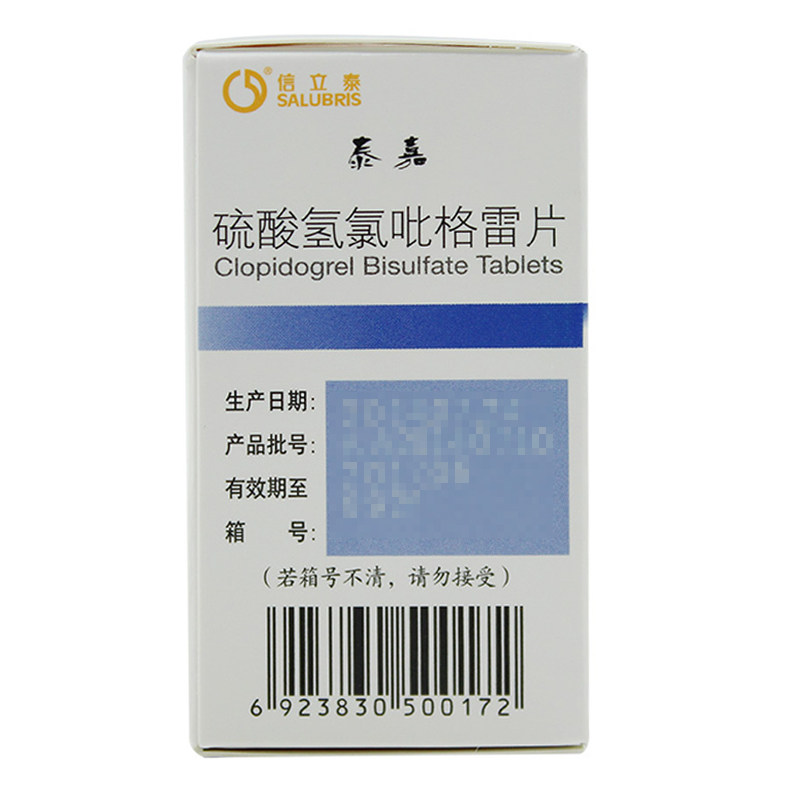 信立泰
SALUBRIS
泰嘉
硫酸氢氯吡格雷片
Clopidogrel Bisulfate Tablets
生产日期:
产品批号:
有效期至
箱 号:
(若箱号不清，请勿接受)
6 923830 500172